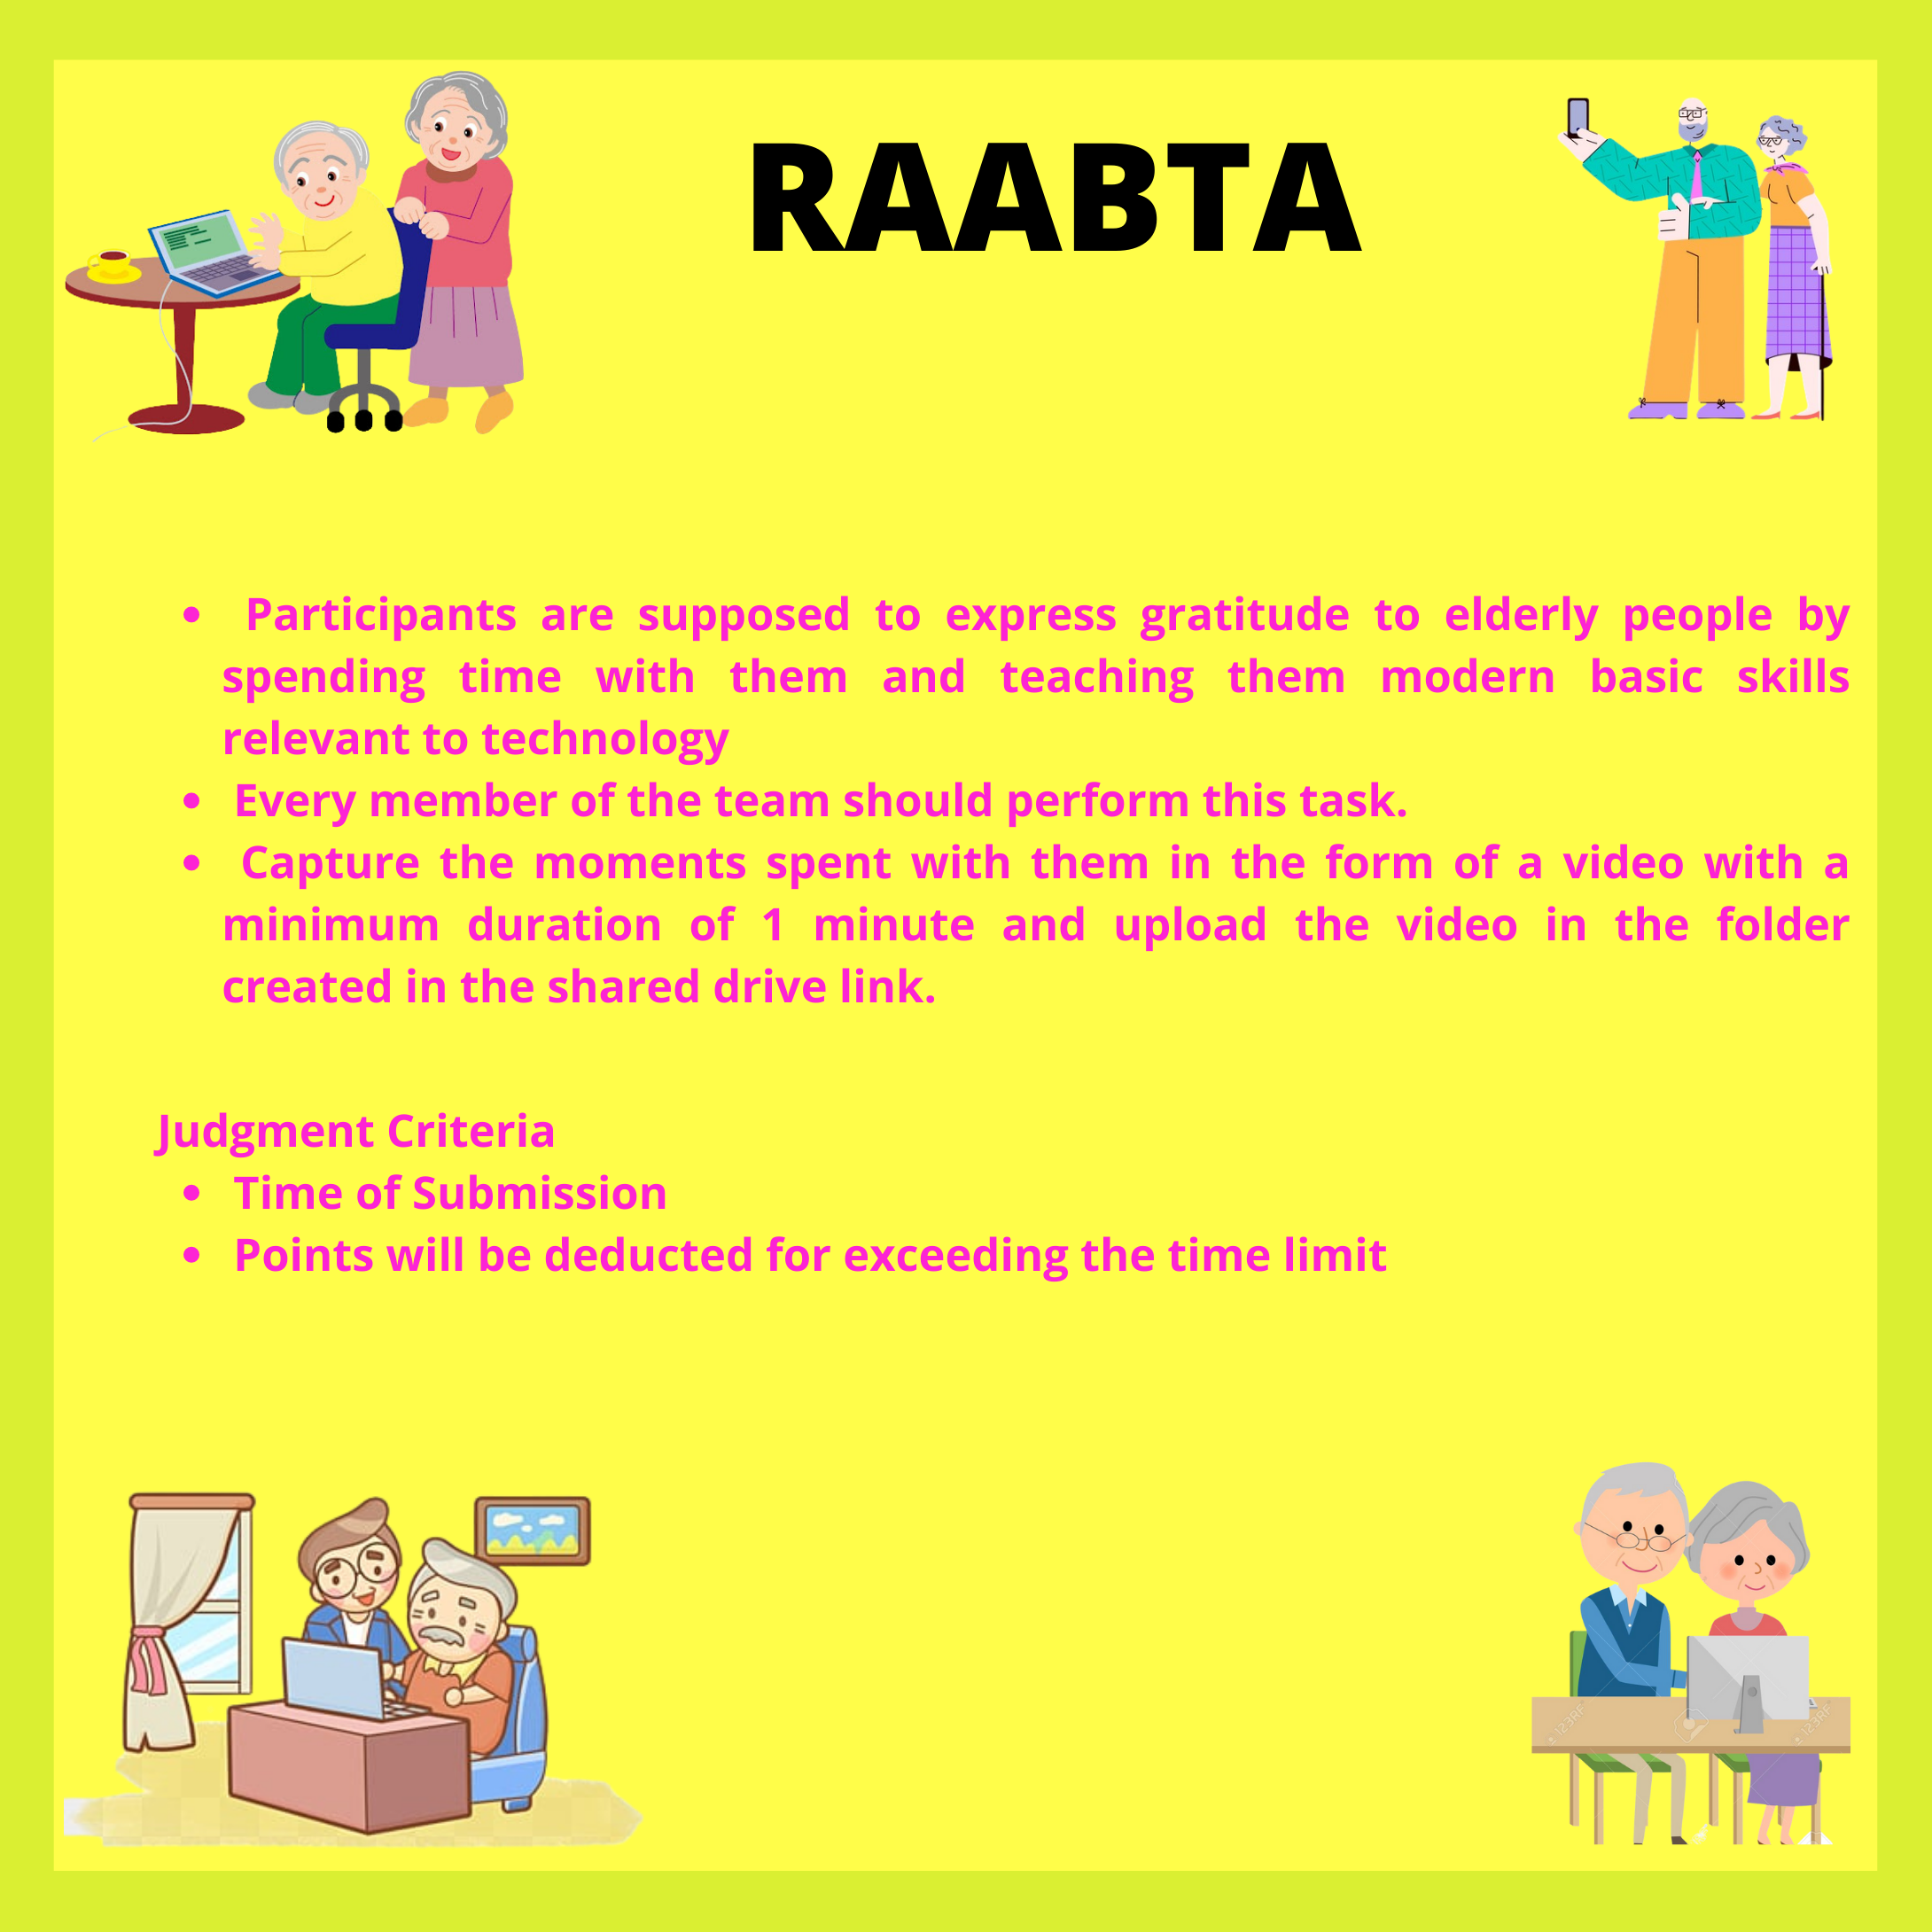 RAABTA
• Participants are supposed to express gratitude to elderly people by
spending time with them and teaching them modern basic skills
relevant to technology
• Every member of the team should perform this task.
• Capture the moments spent with them in the form of a video with a
minimum duration of 1 minute and upload the video in the folder
created in the shared drive link.
Judgment Criteria
• Time of Submission
• Points will be deducted for exceeding the time limit
123RF
123RF